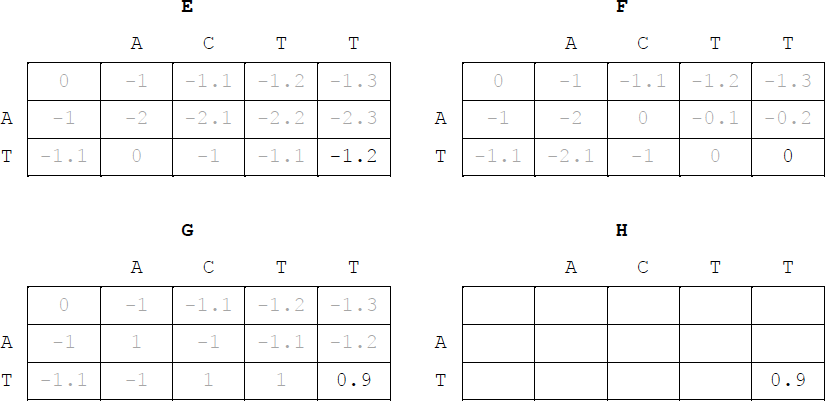 E F
A C T T A C T T
0 -1 -1.1 -1.2 -1.3 0 -1 -1.1 -1.2 -1.3
A -1 -2 -2.1 -2.2 -2.3 A -1 -2 0 -0.1 -0.2
T -1.1 0 -1 -1.1 -1.2 T -1.1 -2.1 -1 0 0
G H
A C T T A C T T
0 -1 -1.1 -1.2 -1.3
A -1 1 -1 -1.1 -1.2 A
T -1.1 -1 1 1 0.9 T 0.9